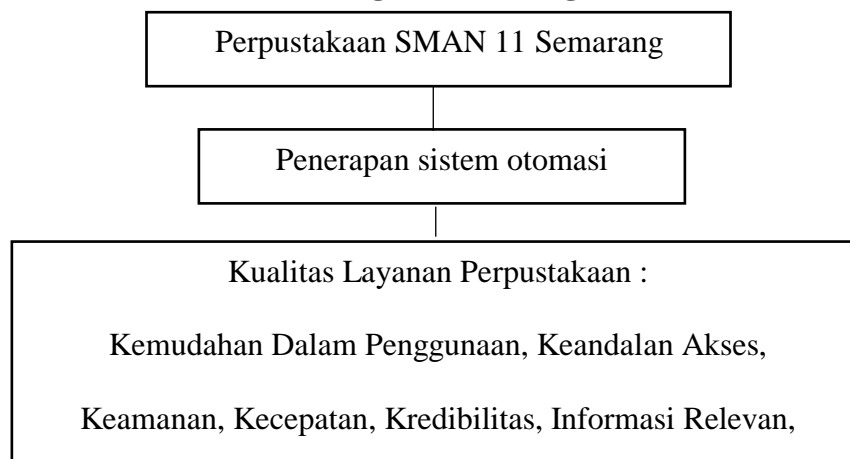 Perpustakaan SMAN 11 Semarang
Penerapan sistem otomasi
Kualitas Layanan Perpustakaan :
Kemudahan Dalam Penggunaan, Keandalan Akses,
Keamanan, Kecepatan, Kredibilitas, Informasi Relevan,